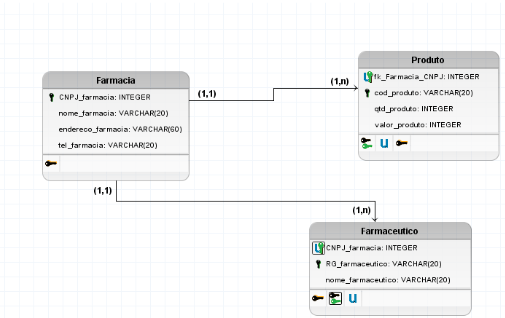 Farmacia
CNPJ_farmacia: INTEGER
nome_farmacia: VARCHAR(20)
endereco_farmacia: VARCHAR(60)
tel_farmacia: VARCHAR(20)
(1,1)
(1,n)
Produto
fk_Farmacia_CNPJ: INTEGER
cod_produto: VARCHAR(20)
qtd_produto: INTEGER
valor_produto: INTEGER
(1,1)
(1,n)
Farmaceutico
CNPJ_farmacia: INTEGER
RG_farmaceutico: VARCHAR(20)
nome_farmaceutico: VARCHAR(20)